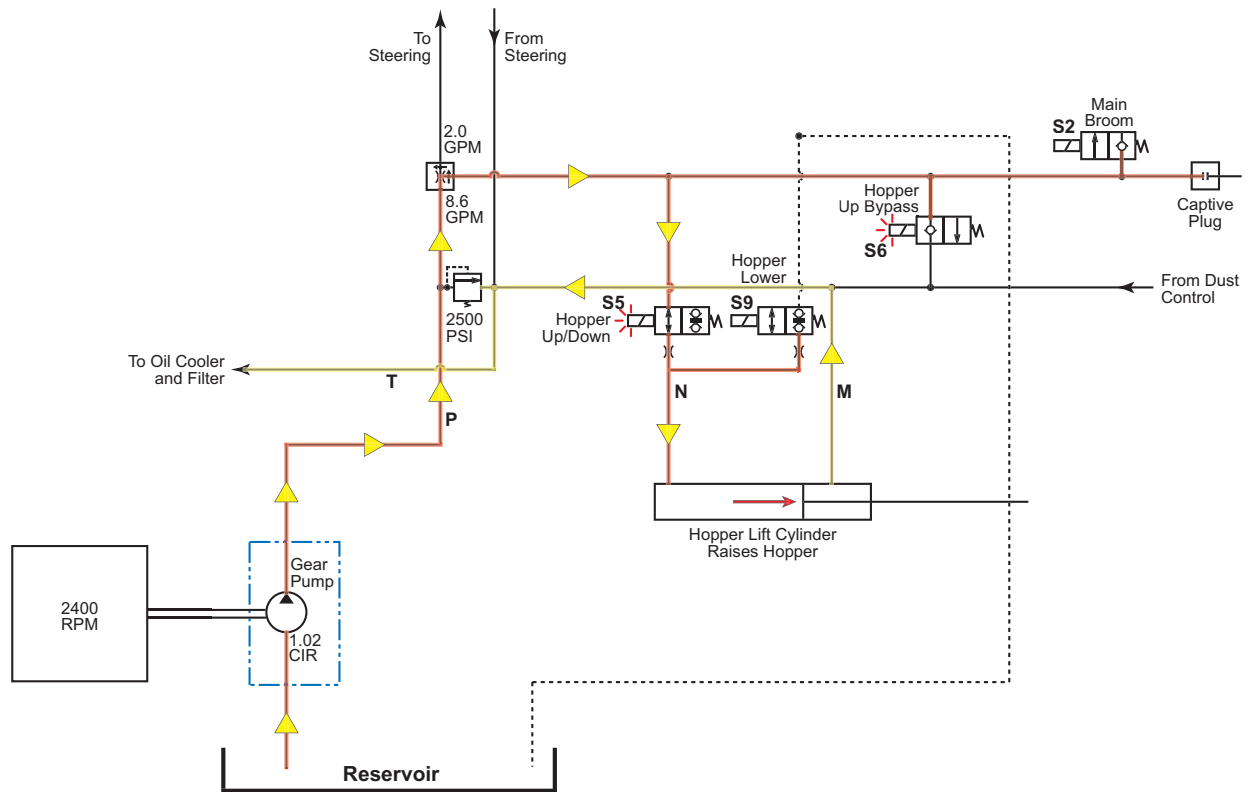 To
Steering
From
Steering
2.0
GPM
8.6
GPM
S2
Main
Broom
Captive
Plug
Hopper
Up Bypass
S6
Hopper
Lower
From Dust
Control
S5
Hopper
Up/Down
S9
2500
PSI
To Oil Cooler
and Filter
T
P
N
M
Hopper Lift Cylinder
Raises Hopper
2400
RPM
Gear
Pump
1.02
CIR
Reservoir